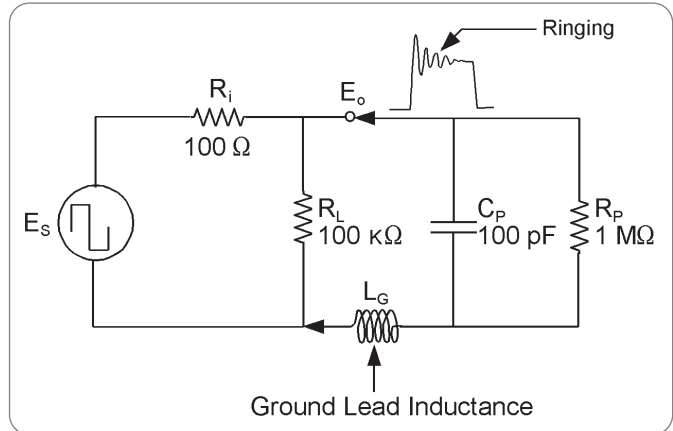 Ringing
Ri
Eo
100 Ω
ES
RL
100 KΩ
CP
100 pF
RP
1 MΩ
LG
Ground Lead Inductance